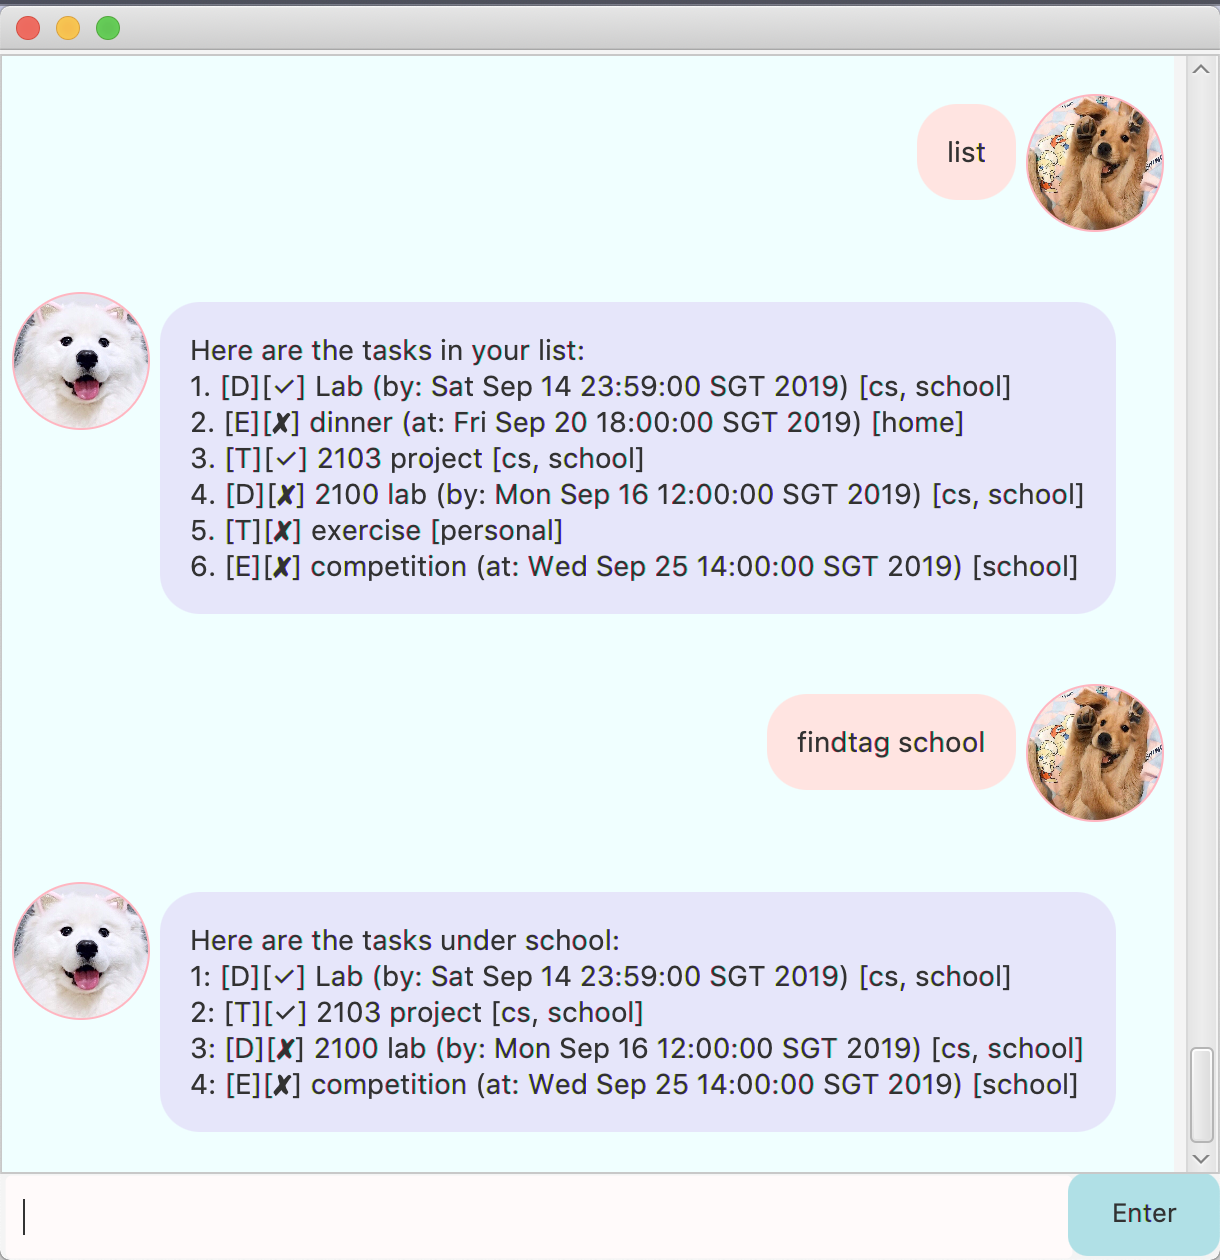 list
Here are the tasks in your list:
1. [D][✓] Lab (by: Sat Sep 14 23:59:00 SGT 2019) [cs, school]
2. [E][✘] dinner (at: Fri Sep 20 18:00:00 SGT 2019) [home]
3. [T][✓] 2103 project [cs, school]
4. [D][✘] 2100 lab (by: Mon Sep 16 12:00:00 SGT 2019) [cs, school]
5. [T][✘] exercise [personal]
6. [E][✘] competition (at: Wed Sep 25 14:00:00 SGT 2019) [school]
findtag school
Here are the tasks under school:
1: [D][✓] Lab (by: Sat Sep 14 23:59:00 SGT 2019) [cs, school]
2: [T][✓] 2103 project [cs, school]
3: [D][✘] 2100 lab (by: Mon Sep 16 12:00:00 SGT 2019) [cs, school]
4: [E][✘] competition (at: Wed Sep 25 14:00:00 SGT 2019) [school]
Enter